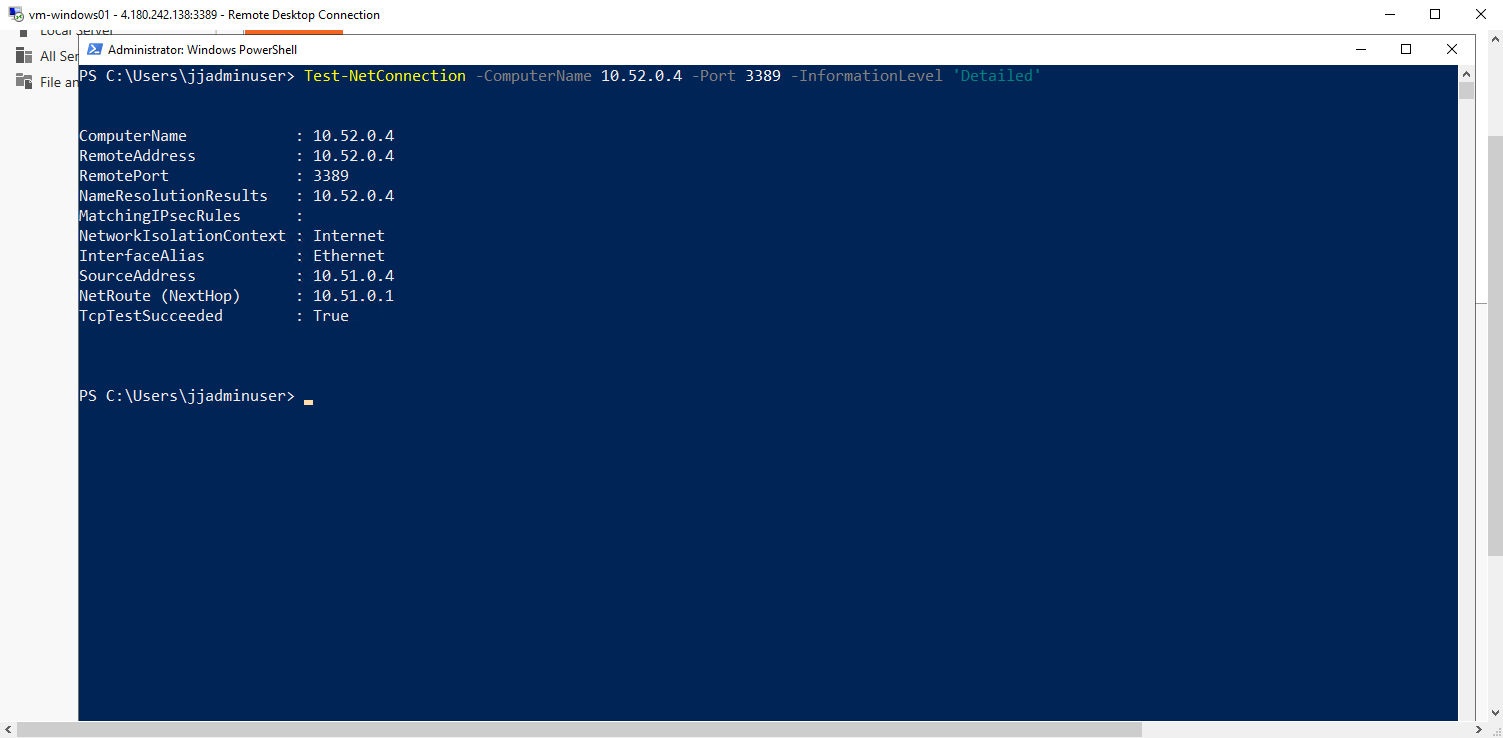 vm-windows01 - 4.180.242.138:3389 - Remote Desktop Connection
Local Server
All Ser
File an
Administrator: Windows PowerShell
PS C:\Users\jjadminuser> Test-NetConnection -ComputerName 10.52.0.4 -Port 3389 -InformationLevel 'Detailed'
ComputerName : 10.52.0.4
RemoteAddress : 10.52.0.4
RemotePort : 3389
NameResolutionResults : 10.52.0.4
MatchingIPsecRules :
NetworkIsolationContext : Internet
InterfaceAlias : Ethernet
SourceAddress : 10.51.0.4
NetRoute (NextHop) : 10.51.0.1
TcpTestSucceeded : True
PS C:\Users\jjadminuser>